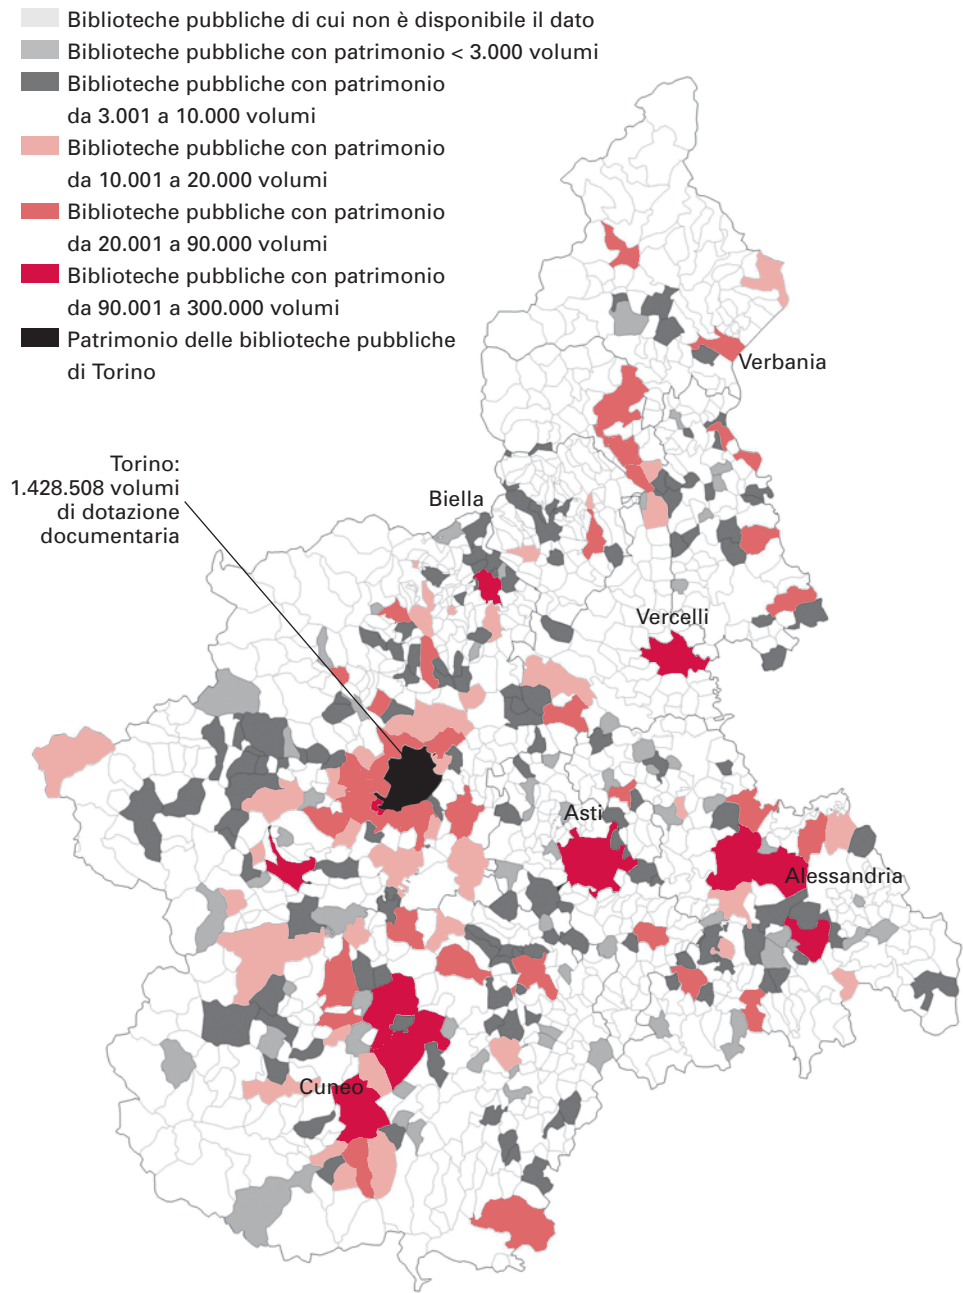 Biblioteche pubbliche di cui non è disponibile il dato
Biblioteche pubbliche con patrimonio < 3.000 volumi
Biblioteche pubbliche con patrimonio
da 3.001 a 10.000 volumi
Biblioteche pubbliche con patrimonio
da 10.001 a 20.000 volumi
Biblioteche pubbliche con patrimonio
da 20.001 a 90.000 volumi
Biblioteche pubbliche con patrimonio
da 90.001 a 300.000 volumi
Patrimonio delle biblioteche pubbliche
di Torino
Verbania
Torino:
1.428.508 volumi
di dotazione
documentaria
Biella
Vercelli
Asti
Alessandria
Cuneo